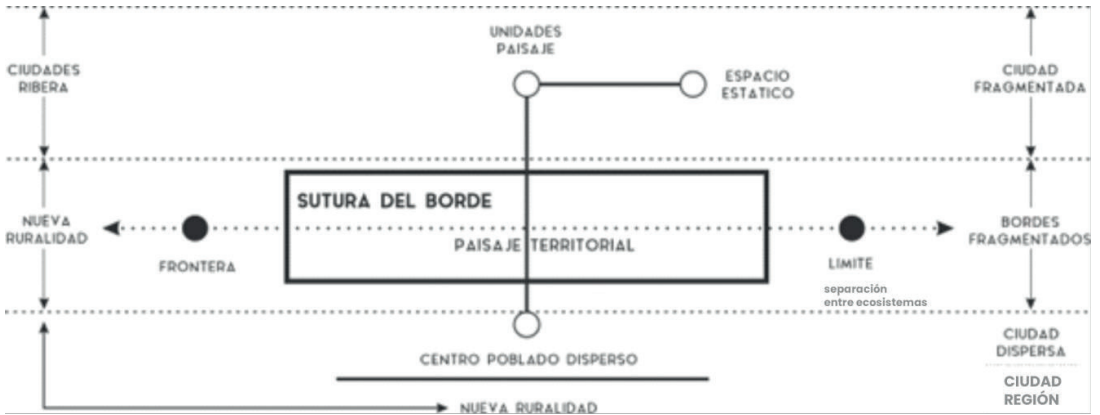 UNIDADES
PAISAJE
CIUDADES
RIBERA
ESPACIO
ESTATICO
CIUDAD
FRAGMENTADA
SUTURA DEL BORDE
NUEVA
RURALIDAD
PAISAJE TERRITORIAL
BORDES
FRAGMENTADOS
FRONTERA
LIMITE
separación
entre ecosistemas
CIUDAD
DISPERSA
CENTRO POBLADO DISPERSO
CIUDAD
REGIÓN
NUEVA RURALIDAD